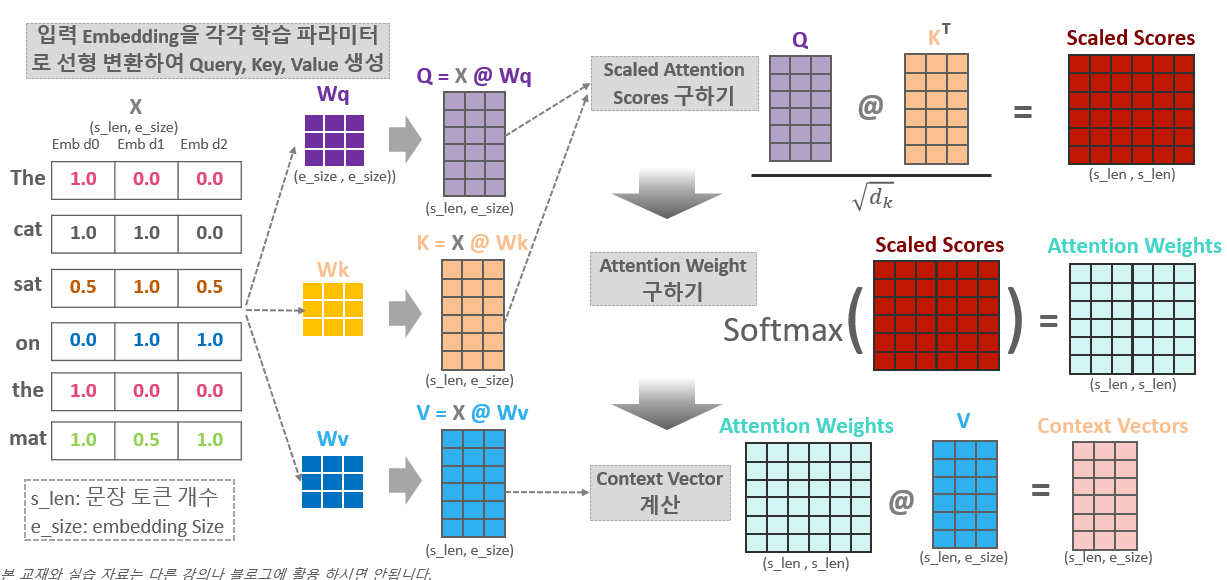 입력 Embedding을 각각 학습 파라미터
로 선형 변환하여 Query, Key, Value 생성
X
(s_len, e_size)
Emb d0 Emb d1 Emb d2
The 1.0 0.0 0.0
cat 1.0 1.0 0.0
sat 0.5 1.0 0.5
on 0.0 1.0 1.0
the 1.0 0.0 0.0
mat 1.0 0.5 1.0
s_len: 문장 토큰 개수
e_size: embedding Size
Wq
(e_size , e_size))
Wk
Wv
Q = X @ Wq
(s_len, e_size)
K = X @ Wk
(s_len, e_size)
V = X @ Wv
(s_len, e_size)
Scaled Attention
Scores 구하기
Q
@
K^T
=
Scaled Scores
(s_len , s_len)
√d_k
Attention Weight
구하기
Scaled Scores
Softmax( ) =
Attention Weights
(s_len , s_len)
Context Vector
계산
Attention Weights
(s_len , s_len)
@
V
(s_len, e_size)
=
Context Vectors
(s_len, e_size)
본 교재와 실습 자료는 다른 강의나 블로그에 활용 하시면 안됩니다.